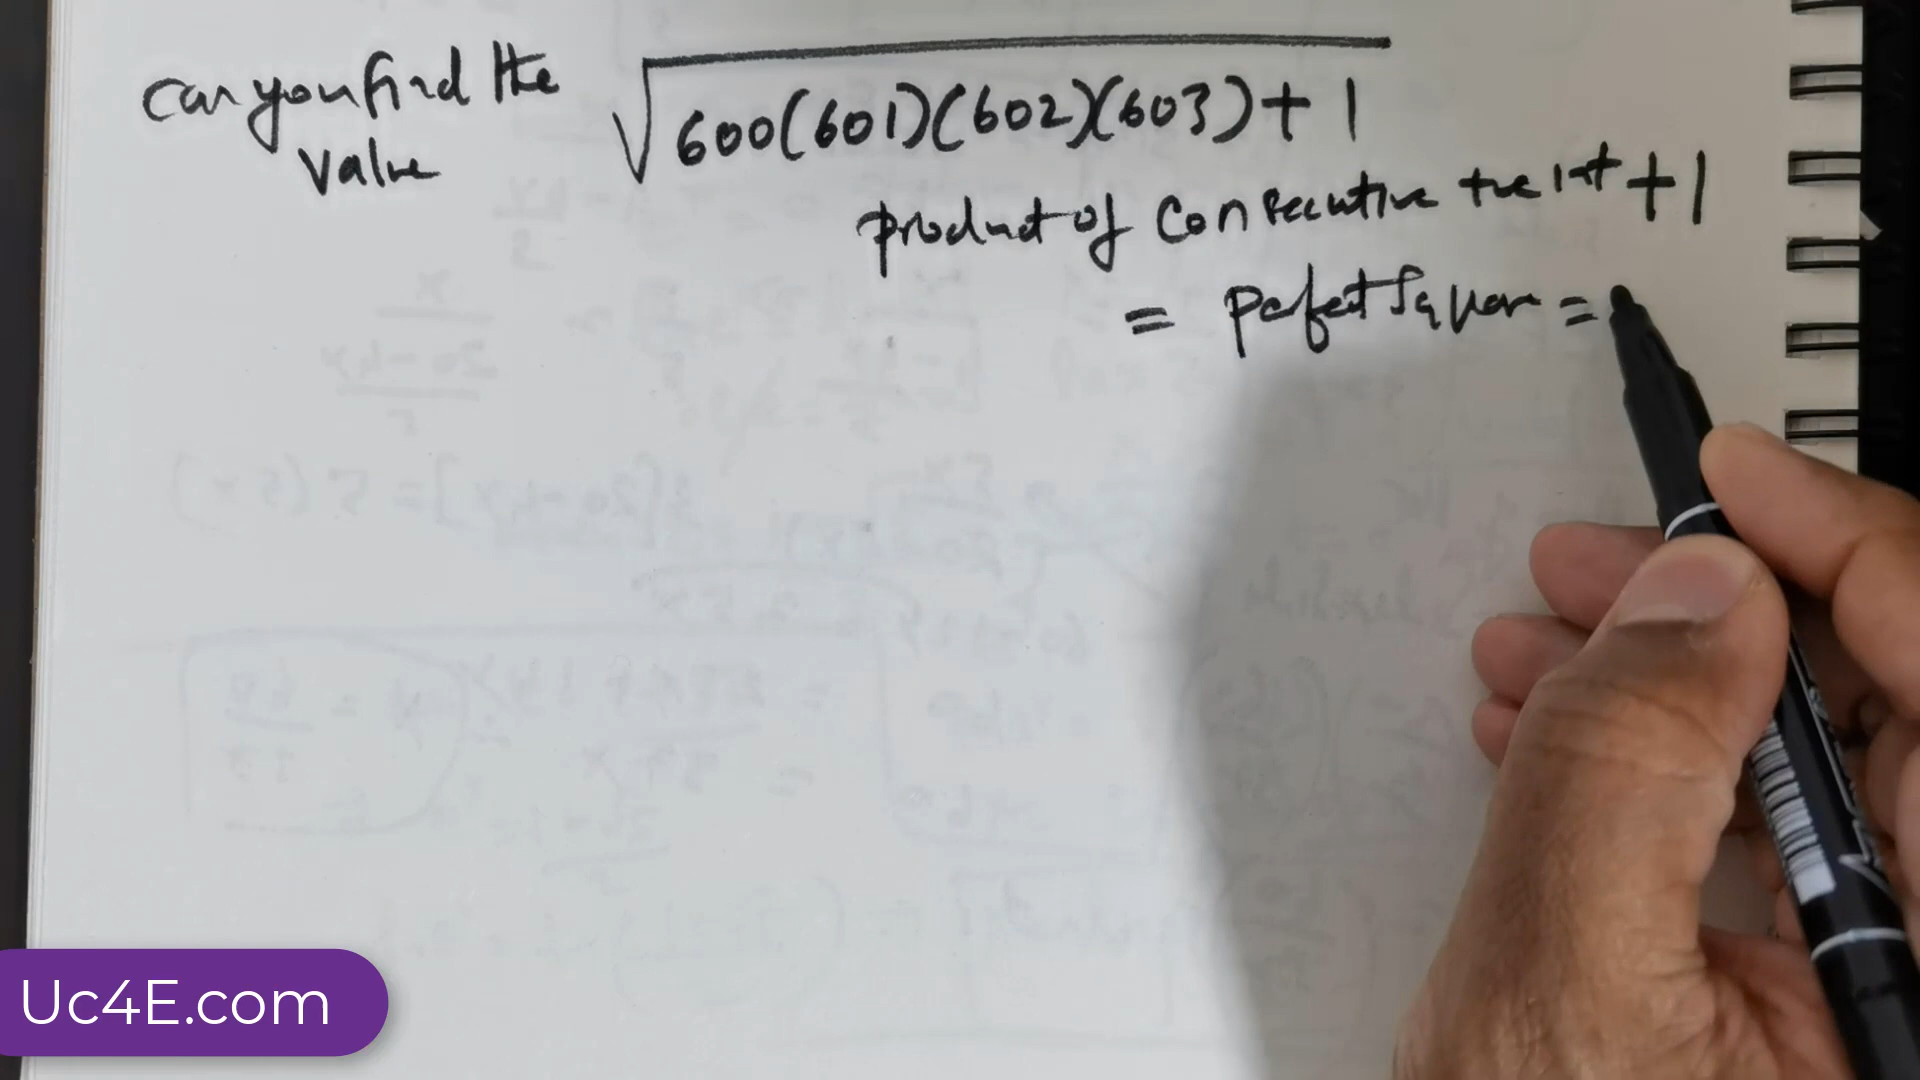 can you find the
value
√600(601)(602)(603)+1
product of consecutive +ve int +1
= perfect square =
Uc4E.com